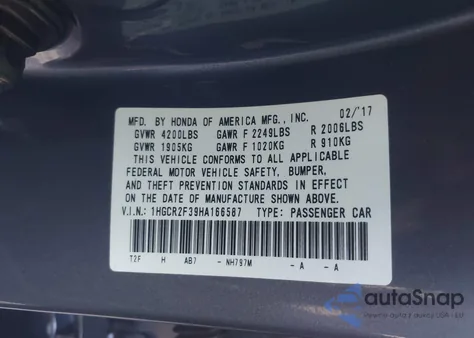 MFD. BY HONDA OF AMERICA MFG., INC. 02/'17
GVWR 4200LBS GAWR F 2249LBS R 2006LBS
GVWR 1905KG GAWR F 1020KG R 910KG
THIS VEHICLE CONFORMS TO ALL APPLICABLE
FEDERAL MOTOR VEHICLE SAFETY, BUMPER,
AND THEFT PREVENTION STANDARDS IN EFFECT
ON THE DATE OF MANUFACTURE SHOWN ABOVE.
V.I.N.: 1HGCR2F39HA166587 TYPE: PASSENGER CAR
T2F H AB7 - NH797M - A - A
autoSnap